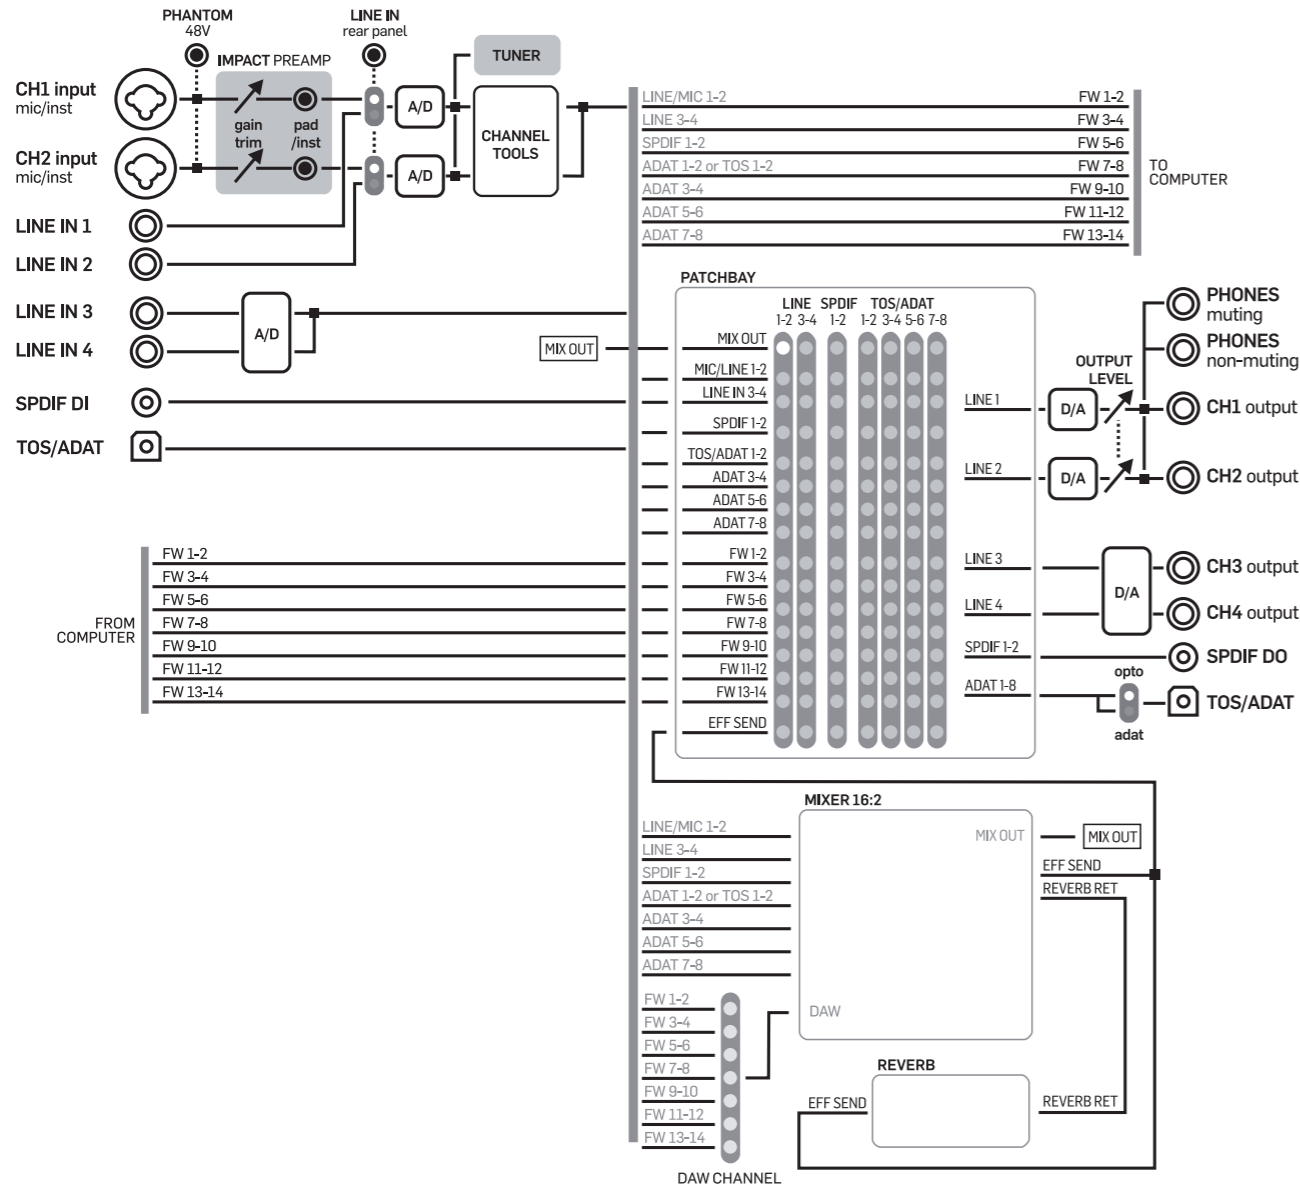 PHANTOM
48V
LINE IN
rear panel
IMPACT PREAMP
TUNER
CH1 input
mic/inst
gain
trim
pad
/inst
A/D
CHANNEL
TOOLS
CH2 input
mic/inst
A/D
LINE IN 1
LINE IN 2
LINE IN 3
LINE IN 4
A/D
MIX OUT
SPDIF DI
TOS/ADAT
LINE/MIC 1-2
FW 1-2
LINE 3-4
FW 3-4
SPDIF 1-2
FW 5-6
ADAT 1-2 or TOS 1-2
FW 7-8
ADAT 3-4
FW 9-10
ADAT 5-6
FW 11-12
ADAT 7-8
FW 13-14
TO
COMPUTER
PATCHBAY
LINE SPDIF TOS/ADAT
1-2 3-4 1-2 1-2 3-4 5-6 7-8
MIX OUT
MIC/LINE 1-2
LINE IN 3-4
SPDIF 1-2
TOS/ADAT 1-2
ADAT 3-4
ADAT 5-6
ADAT 7-8
FW 1-2
FW 3-4
FW 5-6
FW 7-8
FW 9-10
FW 11-12
FW 13-14
EFF SEND
LINE 1
LINE 2
LINE 3
LINE 4
SPDIF 1-2
ADAT 1-8
OUTPUT
LEVEL
D/A
D/A
D/A
opto
adat
PHONES
muting
PHONES
non-muting
CH1 output
CH2 output
CH3 output
CH4 output
SPDIF DO
TOS/ADAT
FROM
COMPUTER
FW 1-2
FW 3-4
FW 5-6
FW 7-8
FW 9-10
FW 11-12
FW 13-14
MIXER 16:2
LINE/MIC 1-2
LINE 3-4
SPDIF 1-2
ADAT 1-2 or TOS 1-2
ADAT 3-4
ADAT 5-6
ADAT 7-8
MIX OUT
MIX OUT
EFF SEND
REVERB RET
FW 1-2
FW 3-4
FW 5-6
FW 7-8
FW 9-10
FW 11-12
FW 13-14
DAW CHANNEL
DAW
REVERB
EFF SEND
REVERB RET